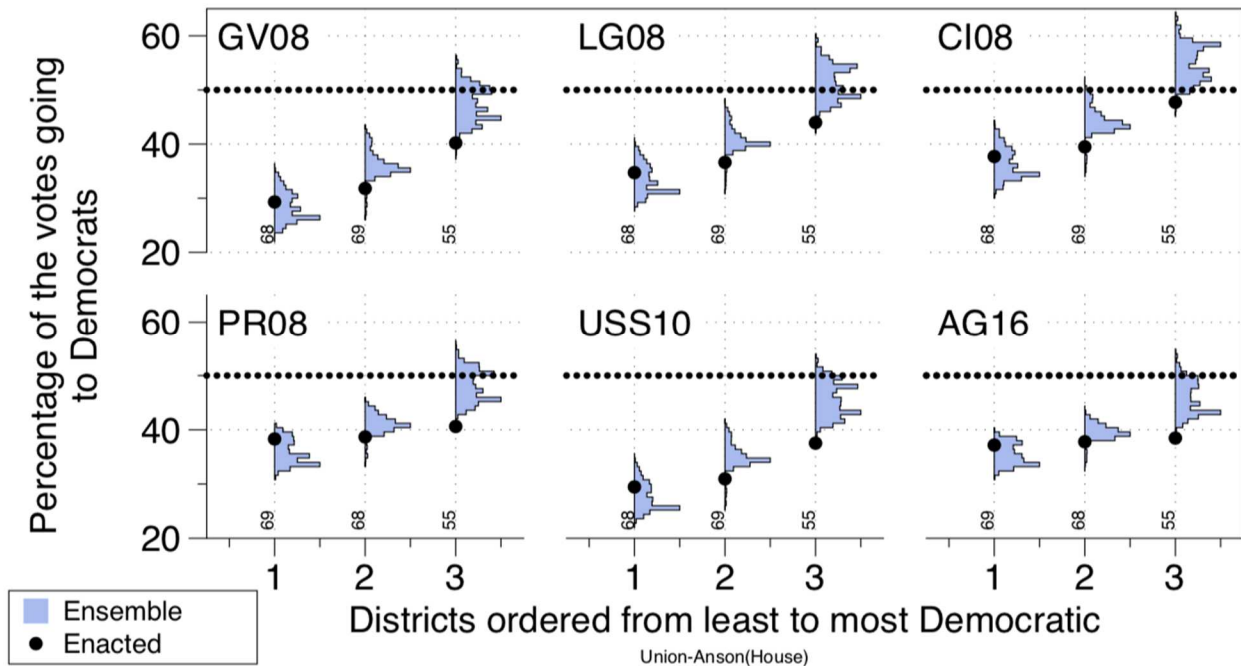 Percentage of the votes going
to Democrats
60
40
20
GV08
68
69
55
LG08
68
69
55
CI08
68
69
55
60
40
20
PR08
69
68
55
USS10
68
69
55
AG16
69
68
55
1 2 3
1 2 3
1 2 3
Ensemble
Enacted
Districts ordered from least to most Democratic
Union-Anson(House)